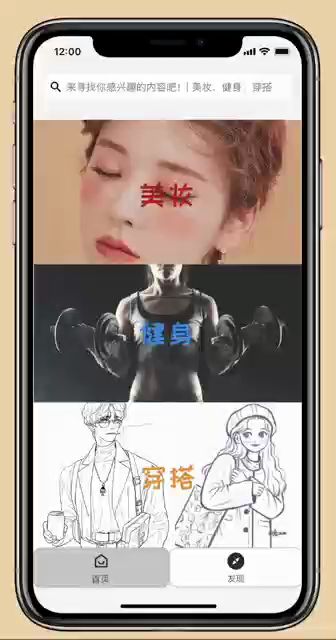 12:00
来寻找你感兴趣的内容吧！| 美妆、健身 穿搭
美妆
健身
穿搭
首页
发现